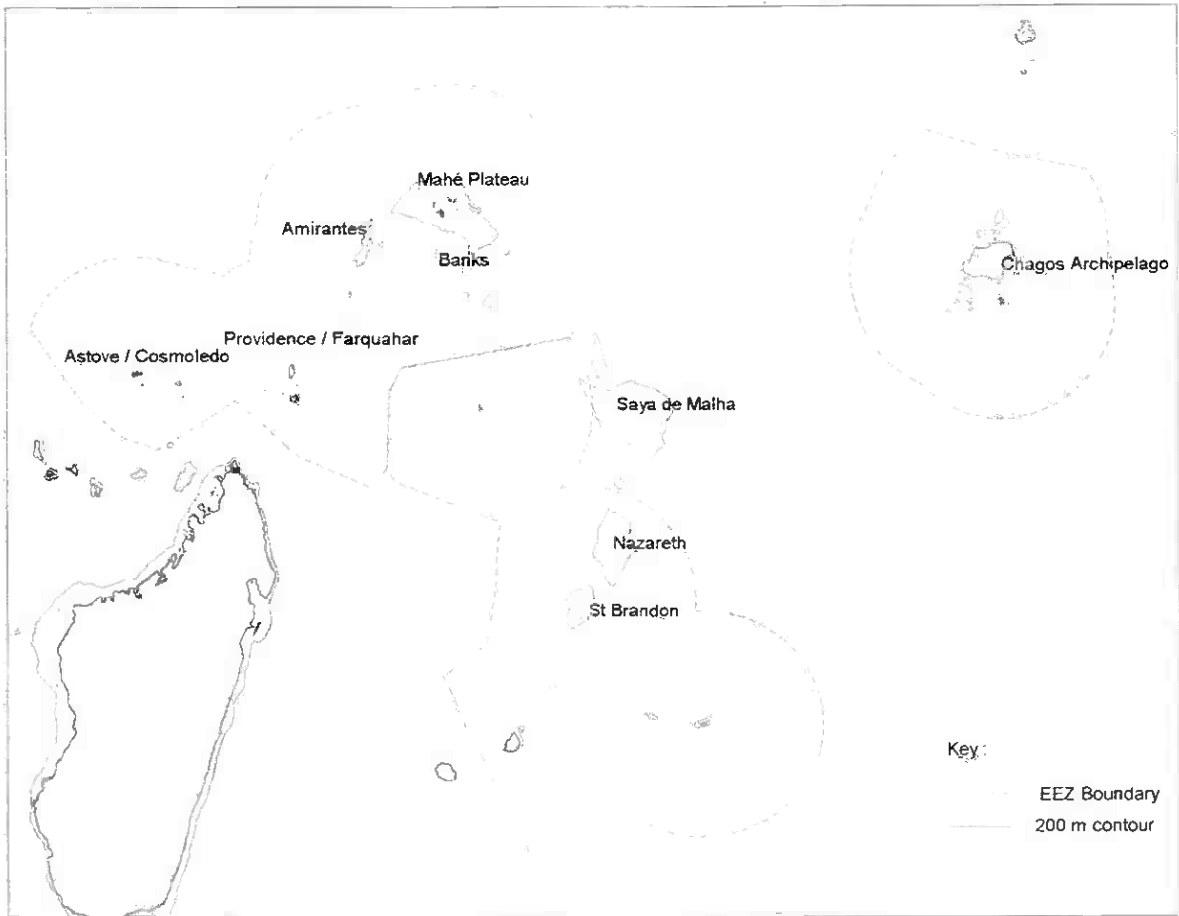 Mahé Plateau
Amirantes
Banks
Chagos Archipelago
Providence / Farquahar
Astove / Cosmoledo
Saya de Malha
Nazareth
St Brandon
Key :
EEZ Boundary
200 m contour